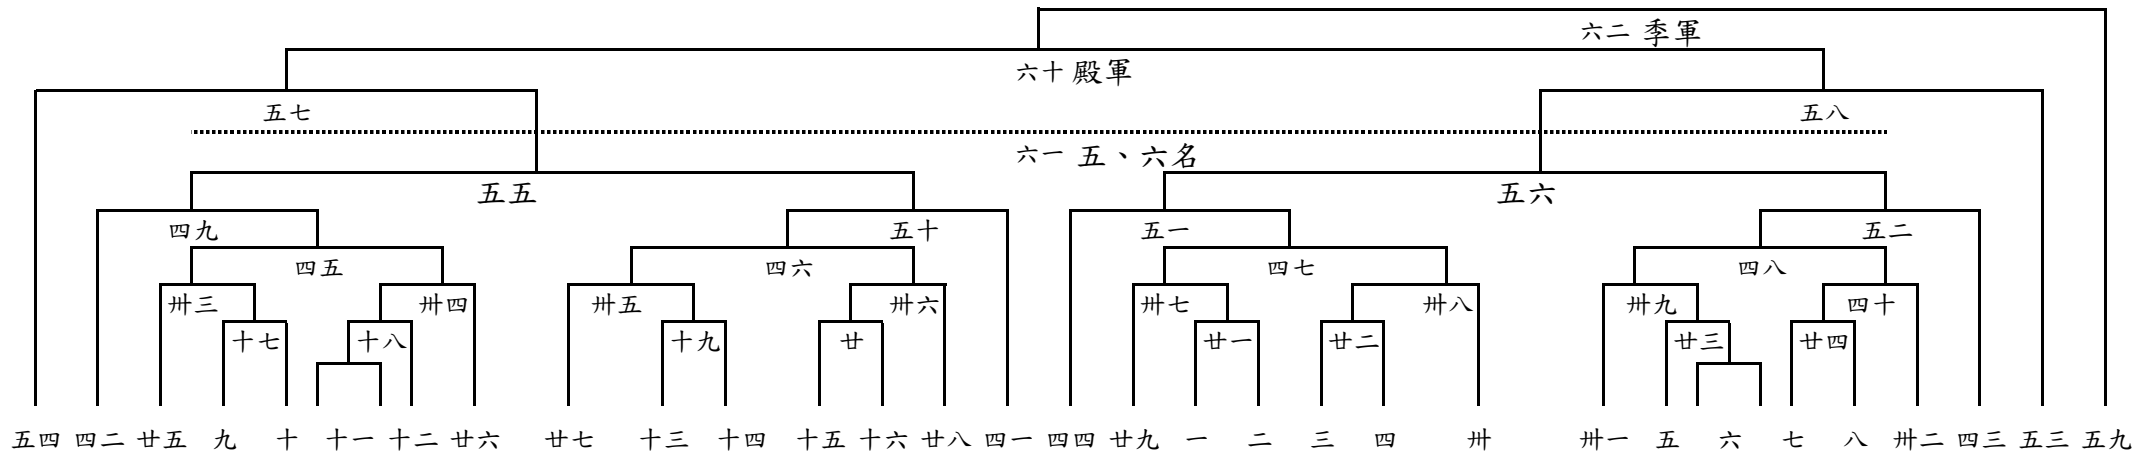 六二 季軍
六十 殿軍
五七 五八
六一 五、六名
五五 五六
四九 五十 五一 五二
四五 四六 四七 四八
卅三 卅四 卅五 卅六 卅七 卅八 卅九 四十
十七 十八 十九 廿 廿一 廿二 廿三 廿四
五四 四二 廿五 九 十 十一 十二 廿六 廿七 十三 十四 十五 十六 廿八 四一 四四 廿九 一 二 三 四 卅 卅一 五 六 七 八 卅二 四三 五三 五九